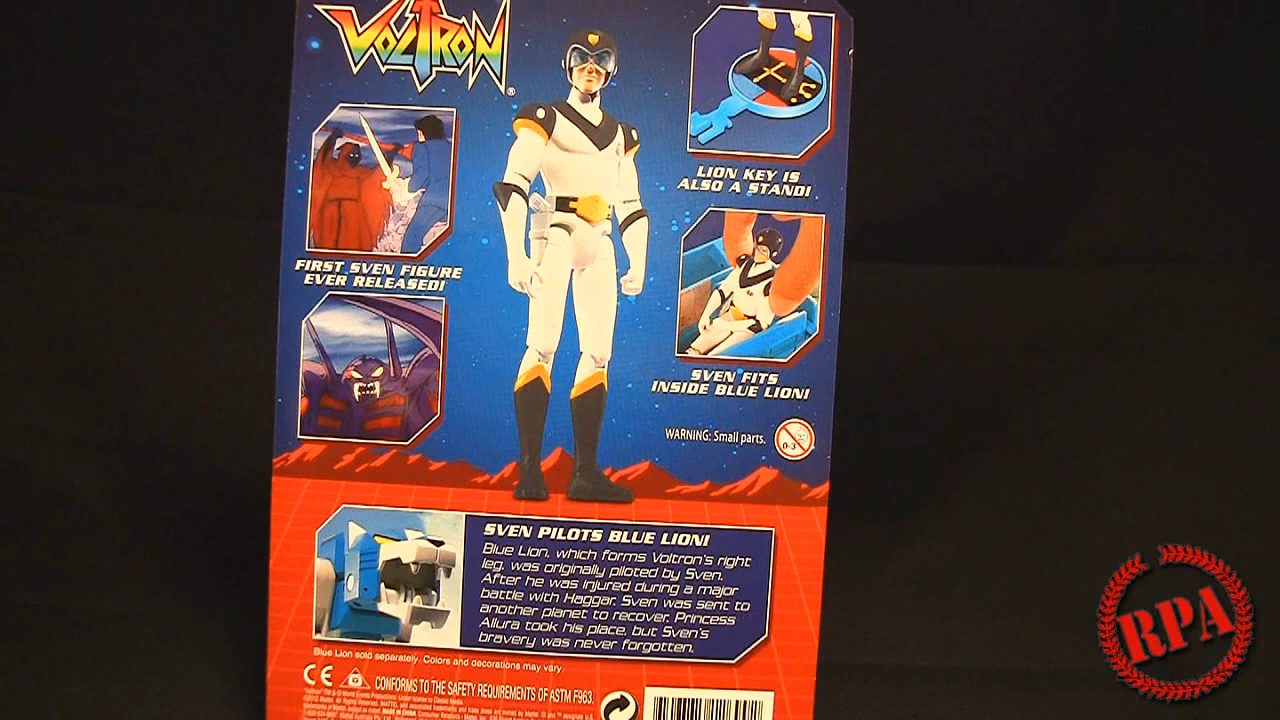 VOLTRON®
LION KEY IS
ALSO A STAND!
FIRST SVEN FIGURE
EVER RELEASED!
SVEN FITS
INSIDE BLUE LION!
WARNING: Small parts.
0-3
SVEN PILOTS BLUE LION!
Blue Lion, which forms Voltron's right
leg, was originally piloted by Sven.
After he was injured during a major
battle with Haggar, Sven was sent to
another planet to recover. Princess
Allura took his place, but Sven's
bravery was never forgotten.
Blue Lion sold separately. Colors and decorations may vary.
CE CONFORMS TO THE SAFETY REQUIREMENTS OF ASTM F963.
RPA